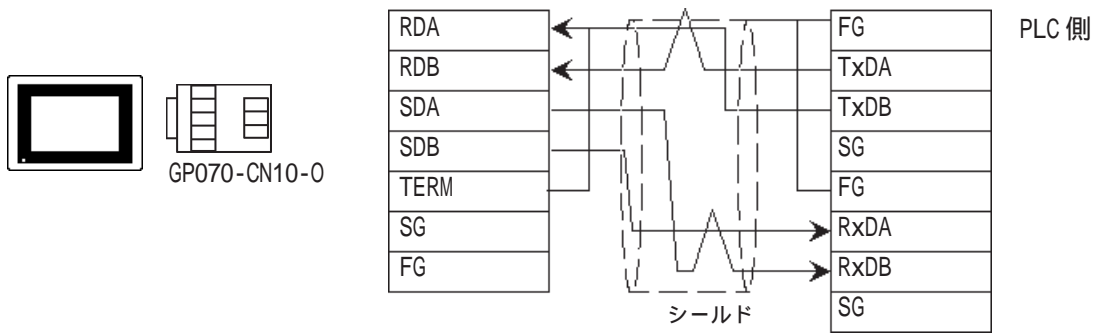 GP070-CN10-0
RDA
RDB
SDA
SDB
TERM
SG
FG
シールド
FG
TxDA
TxDB
SG
FG
RxDA
RxDB
SG
PLC 側